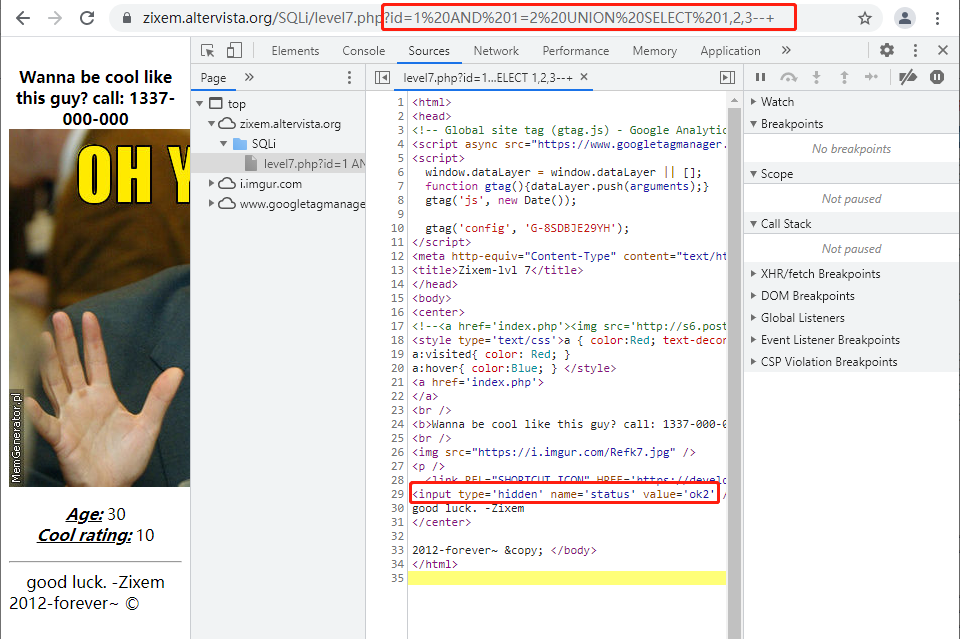 zixem.altervista.org/SQLi/level7.php?id=1%20AND%201=2%20UNION%20SELECT%201,2,3--+
Wanna be cool like
this guy? call: 1337-
000-000
OH Y
MemGenerator.pl
Age: 30
Cool rating: 10
good luck. -Zixem
2012-forever~ ©
Elements Console Sources Network Performance Memory Application »
Page »
top
zixem.altervista.org
SQLi
level7.php?id=1 AN
i.imgur.com
www.googletagmanage
level7.php?id=1...ELECT 1,2,3--+ ×
1 <html>
2 <head>
3 <!-- Global site tag (gtag.js) - Google Analytic
4 <script async src="https://www.googletagmanager.
5 <script>
6 window.dataLayer = window.dataLayer || [];
7 function gtag(){dataLayer.push(arguments);}
8 gtag('js', new Date());
9
10 gtag('config', 'G-8SDBJE29YH');
11 </script>
12 <meta http-equiv="Content-Type" content="text/ht
13 <title>Zixem-lvl 7</title>
14 </head>
15 <body>
16 <center>
17 <!--<a href='index.php'><img src='http://s6.post
18 <style type='text/css'>a { color:Red; text-decor
19 a:visited{ color: Red; }
20 a:hover{ color:Blue; } </style>
21 <a href='index.php'>
22 </a>
23 <br />
24 <b>Wanna be cool like this guy? call: 1337-000-0
25 <br />
26 <img src="https://i.imgur.com/Refk7.jpg" />
27 <p />
28 <link REL="SHORTCUT ICON" HREF='https://devel
29 <input type='hidden' name='status' value='ok2' /
30 good luck. -Zixem
31 </center>
32
33 2012-forever~ &copy; </body>
34 </html>
35
Watch
Breakpoints
No breakpoints
Scope
Not paused
Call Stack
Not paused
XHR/fetch Breakpoints
DOM Breakpoints
Global Listeners
Event Listener Breakpoints
CSP Violation Breakpoints